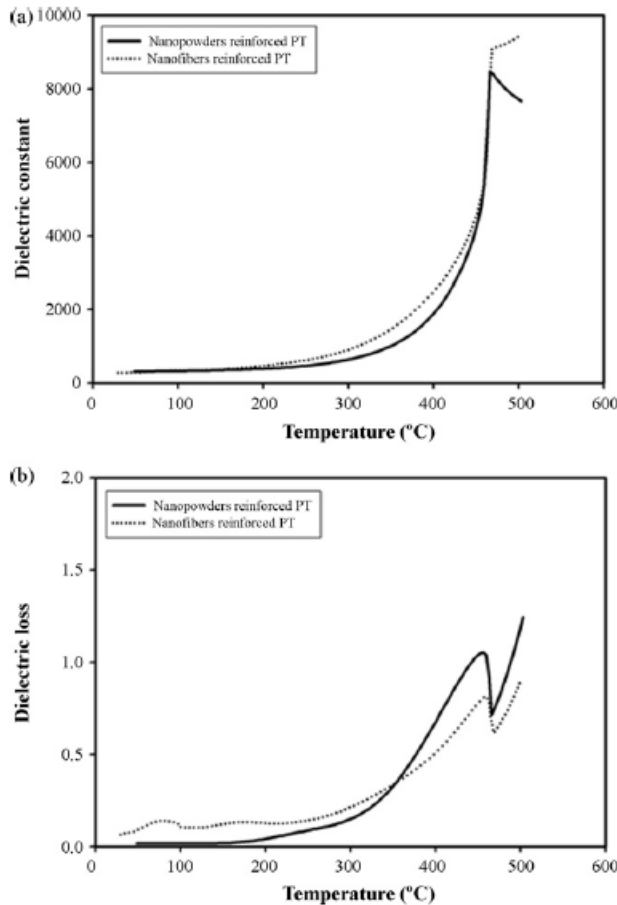 (a)
10000
Nanopowders reinforced PT
Nanofibers reinforced PT
8000
6000
Dielectric constant
4000
2000
0
0 100 200 300 400 500 600
Temperature (°C)
(b)
2.0
Nanopowders reinforced PT
Nanofibers reinforced PT
1.5
Dielectric loss
1.0
0.5
0.0
0 100 200 300 400 500 600
Temperature (°C)